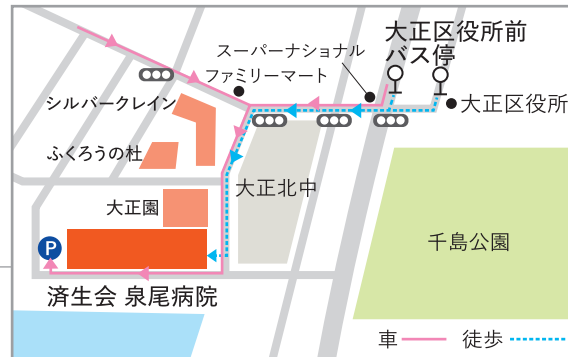 大正区役所前
バス停
スーパーナショナル
ファミリーマート
シルバークレイン
大正区役所
ふくろうの杜
大正北中
大正園
千島公園
P
済生会 泉尾病院
車
徒歩